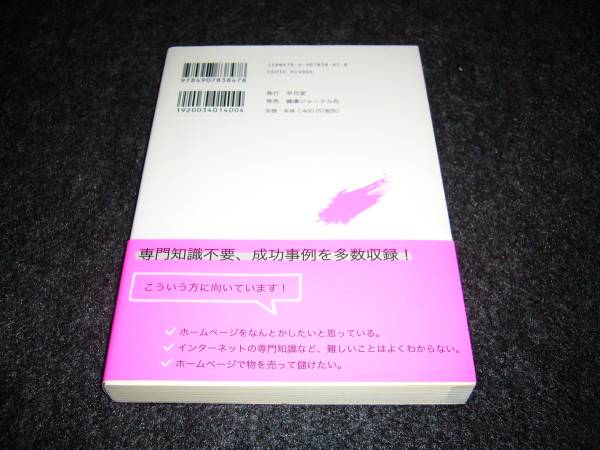 9784907838478
1920034014004
ISBN978-4-907838-47-8
C0034 ¥1400E
発行 早月堂
発売 健康ジャーナル社
定価：本体1,400円(税別)
専門知識不要、成功事例を多数収録！
こういう方に向いています！
✓ ホームページをなんとかしたいと思っている。
✓ インターネットの専門知識など、難しいことはよくわからない。
✓ ホームページで物を売って儲けたい。